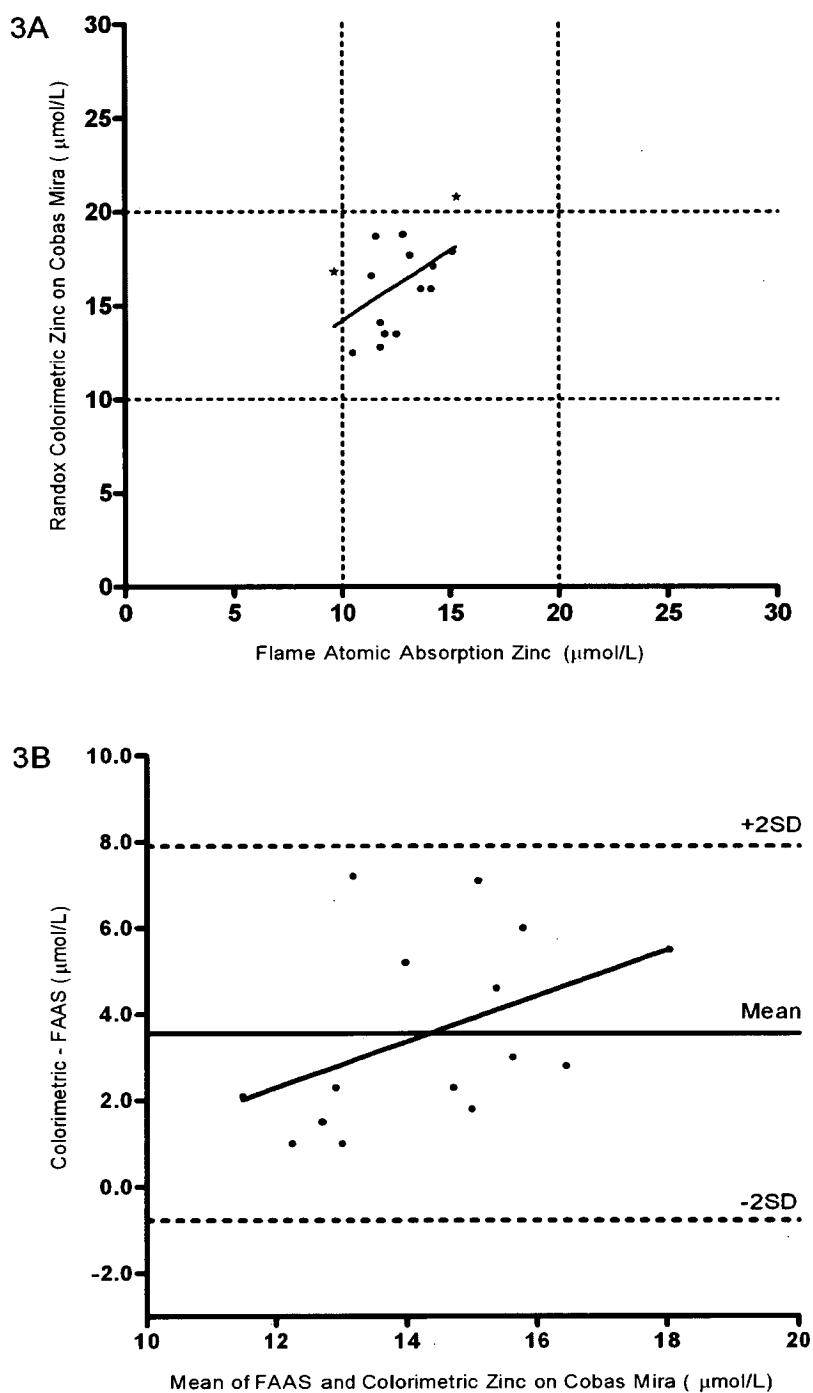 3A
Randox Colorimetric Zinc on Cobas Mira ( μmol/L)
30
25
20
15
10
5
0
0 5 10 15 20 25 30
Flame Atomic Absorption Zinc (μmol/L)
3B
Colorimetric - FAAS (μmol/L)
10.0
+2SD
8.0
6.0
4.0
Mean
2.0
0.0
-2SD
-2.0
10 12 14 16 18 20
Mean of FAAS and Colorimetric Zinc on Cobas Mira ( μmol/L)